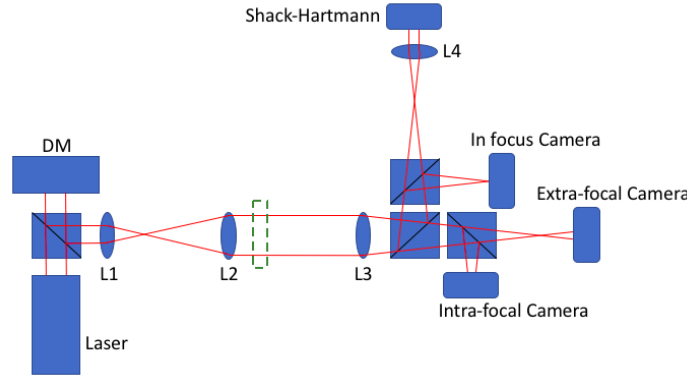 Shack-Hartmann
L4
In focus Camera
DM
Extra-focal Camera
L1
L2
L3
Intra-focal Camera
Laser